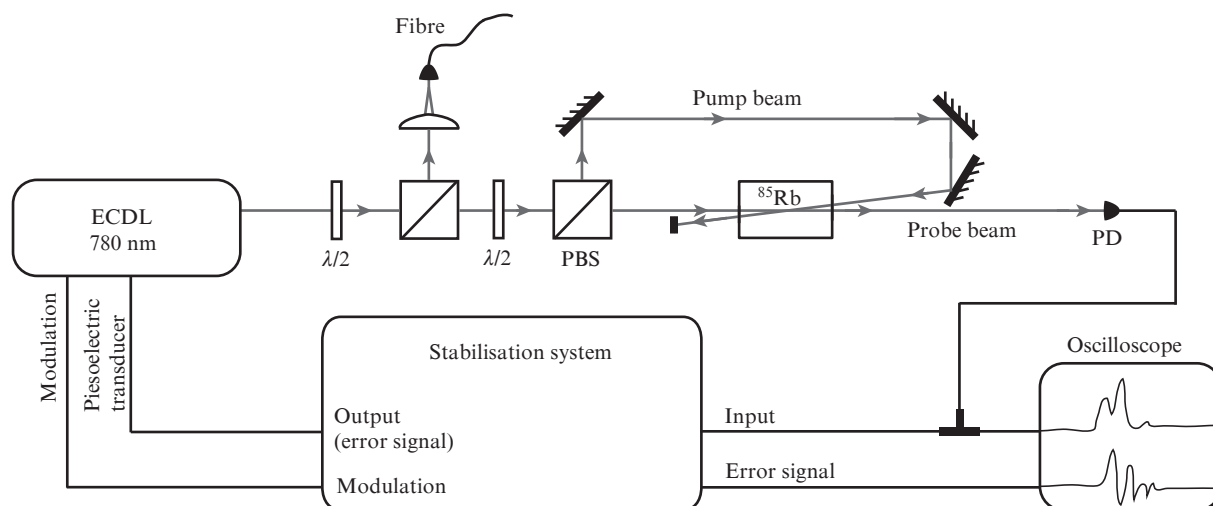 Fibre
Pump beam
ECDL
780 nm
λ/2
λ/2
PBS
⁸⁵Rb
Probe beam
PD
Modulation
Piesoelectric
transducer
Stabilisation system
Oscilloscope
Output
(error signal)
Input
Modulation
Error signal